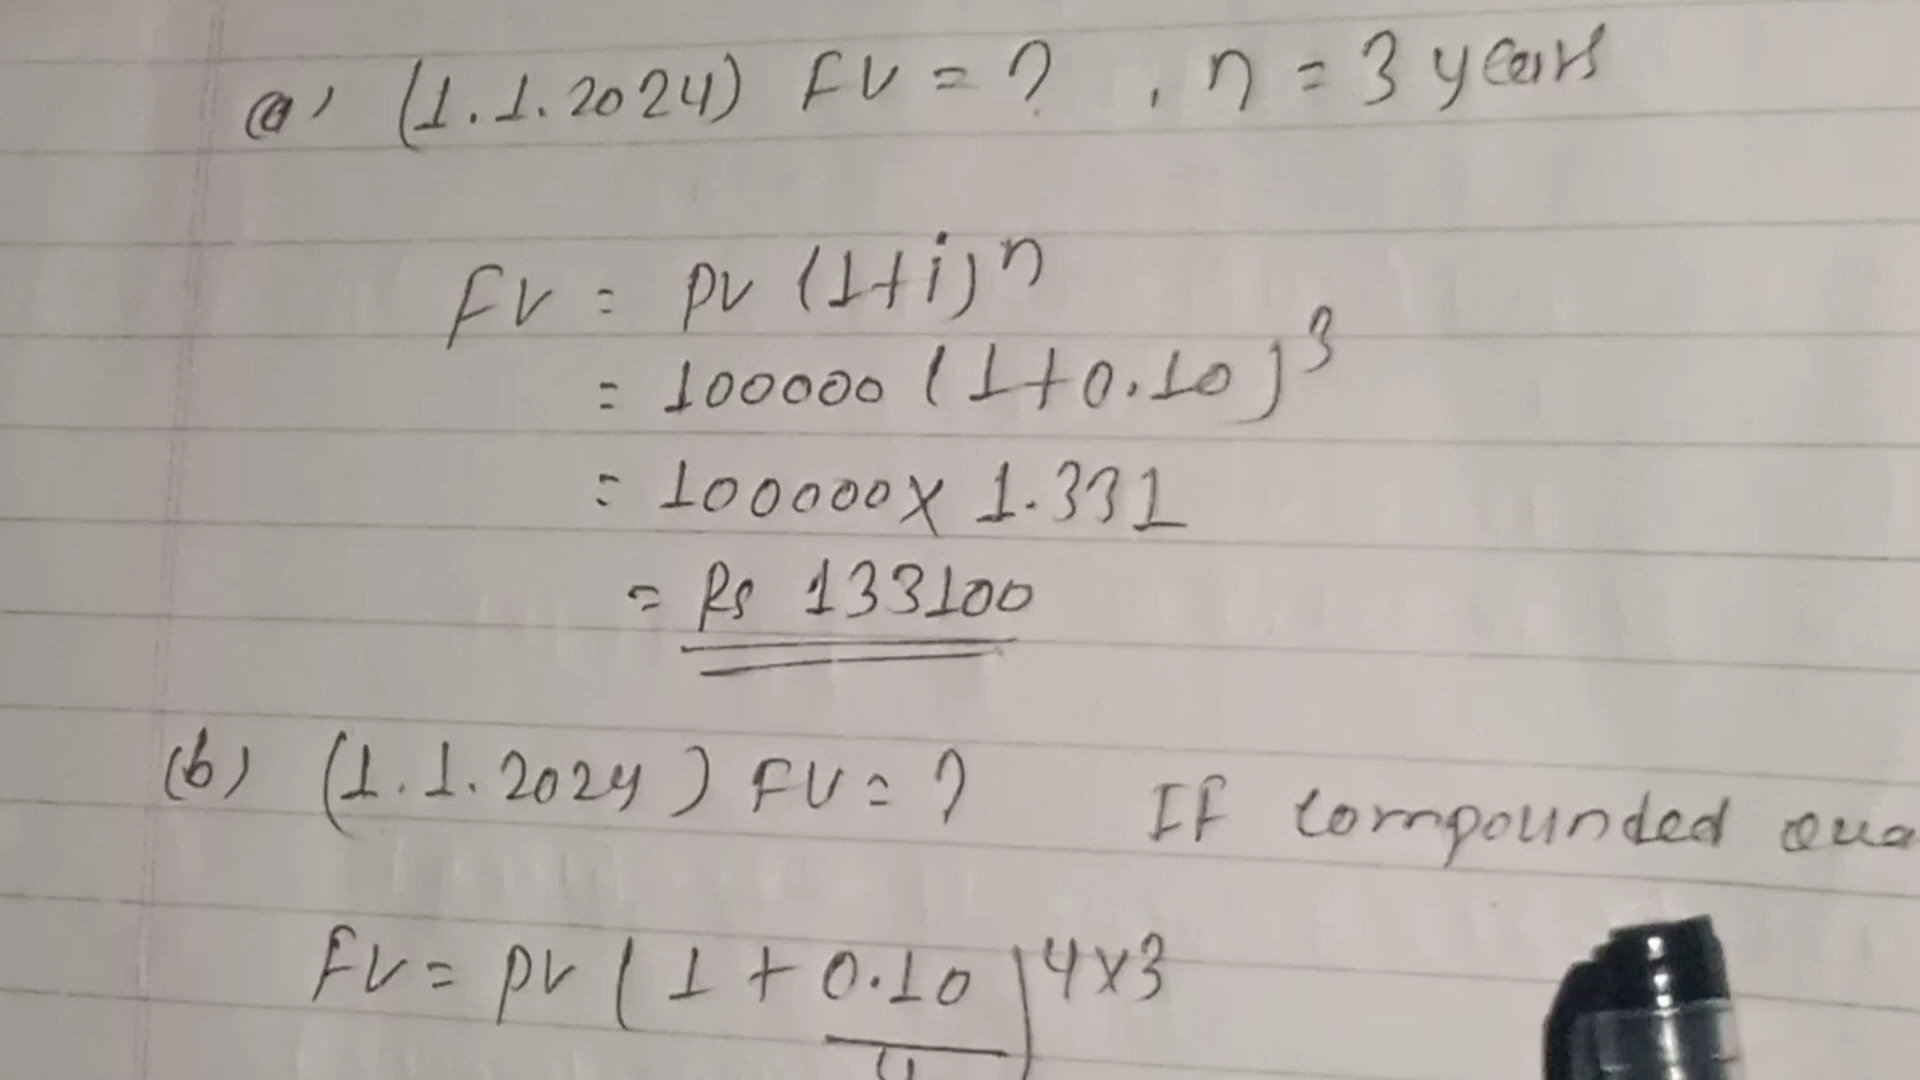 (a) (1.1.2024) FV = ? , n = 3 years
FV = PV (1+i)^n
= 100000 (1+0.10)^3
= 100000 x 1.331
= Rs 133100
(b) (1.1.2024) FV = ? If compounded
FV = PV (1 + 0.10/4)^4x3